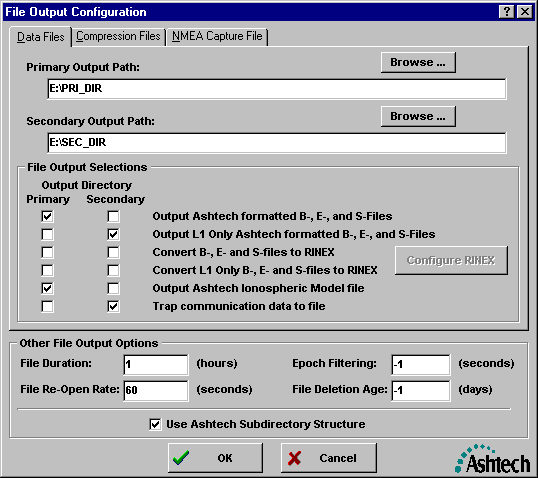 File Output Configuration
Data Files Compression Files NMEA Capture File
Primary Output Path: Browse ...
E:\PRI_DIR
Secondary Output Path: Browse ...
E:\SEC_DIR
File Output Selections
Output Directory
Primary Secondary
Output Ashtech formatted B-, E-, and S-Files
Output L1 Only Ashtech formatted B-, E-, and S-Files
Convert B-, E- and S-files to RINEX
Convert L1 Only B-, E- and S-files to RINEX
Configure RINEX
Output Ashtech Ionospheric Model file
Trap communication data to file
Other File Output Options
File Duration: 1 (hours) Epoch Filtering: -1 (seconds)
File Re-Open Rate: 60 (seconds) File Deletion Age: -1 (days)
Use Ashtech Subdirectory Structure
OK Cancel
Ashtech